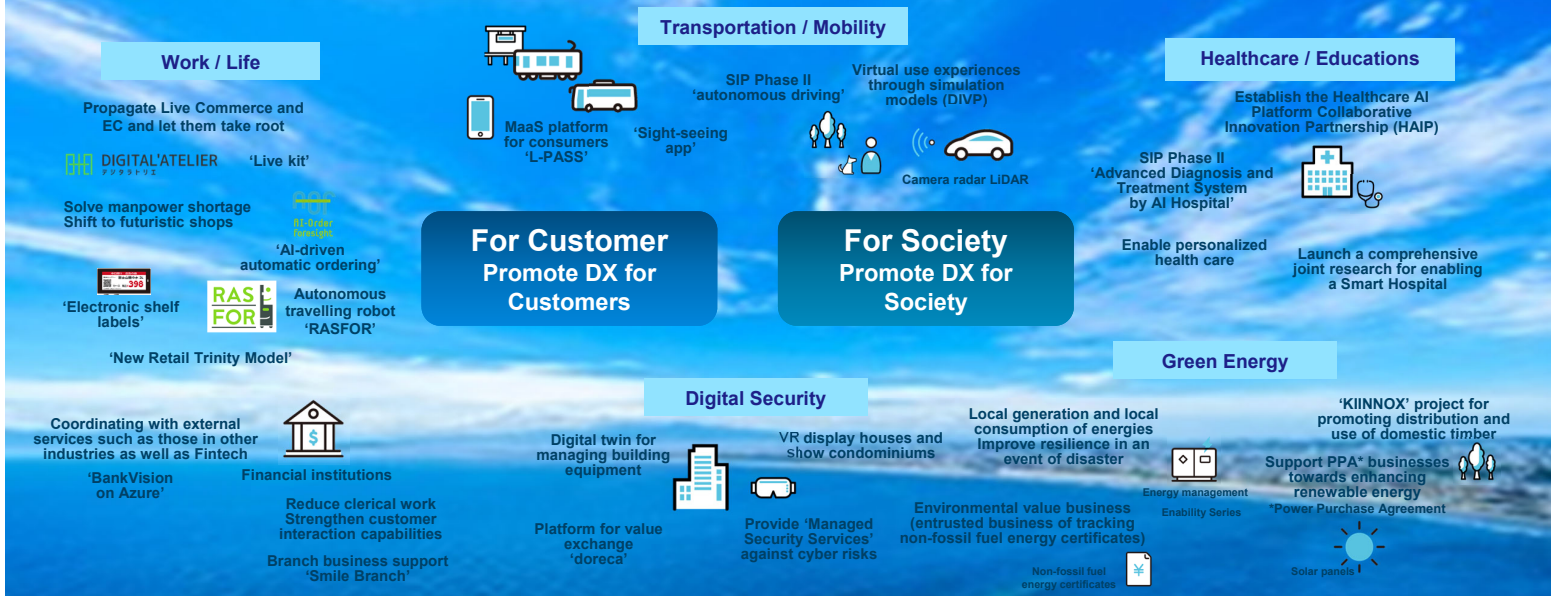 Transportation / Mobility
Work / Life
Healthcare / Educations
Propagate Live Commerce and
EC and let them take root
DIGITAL'ATELIER
デジタラトリエ
'Live kit'
Solve manpower shortage
Shift to futuristic shops
AI-Order
Foresight
'AI-driven
automatic ordering'
398
'Electronic shelf
labels'
RAS
FOR
Autonomous
travelling robot
'RASFOR'
'New Retail Trinity Model'
MaaS platform
for consumers
'L-PASS'
'Sight-seeing
app'
SIP Phase II
'autonomous driving'
Virtual use experiences
through simulation
models (DIVP)
Camera radar LiDAR
Establish the Healthcare AI
Platform Collaborative
Innovation Partnership (HAIP)
SIP Phase II
'Advanced Diagnosis and
Treatment System
by AI Hospital'
Enable personalized
health care
Launch a comprehensive
joint research for enabling
a Smart Hospital
For Customer
Promote DX for
Customers
For Society
Promote DX for
Society
Digital Security
Green Energy
Coordinating with external
services such as those in other
industries as well as Fintech
'BankVision
on Azure'
$
Financial institutions
Reduce clerical work
Strengthen customer
interaction capabilities
Branch business support
'Smile Branch'
Digital twin for
managing building
equipment
VR display houses and
show condominiums
Platform for value
exchange
'doreca'
Provide 'Managed
Security Services'
against cyber risks
Local generation and local
consumption of energies
Improve resilience in an
event of disaster
Energy management
Enability Series
Environmental value business
(entrusted business of tracking
non-fossil fuel energy certificates)
Non-fossil fuel
energy certificates
¥
'KIINNOX' project for
promoting distribution and
use of domestic timber
Support PPA* businesses
towards enhancing
renewable energy
*Power Purchase Agreement
Solar panels